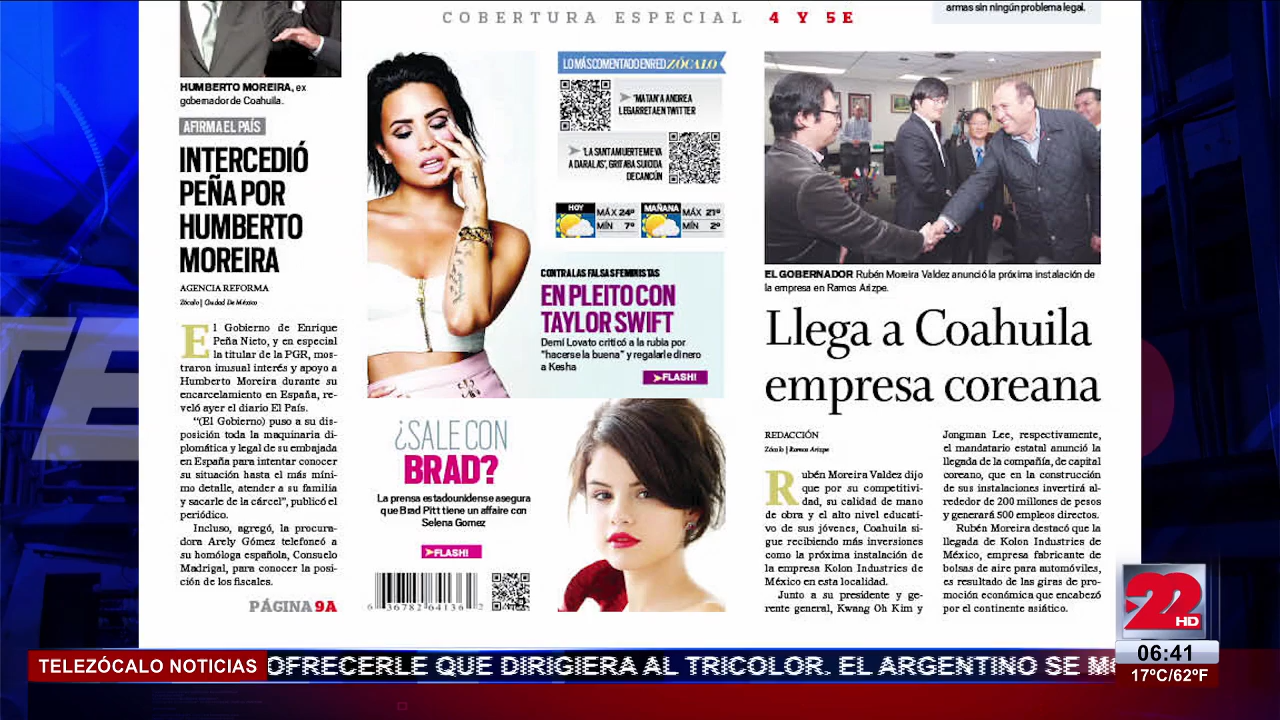 COBERTURA ESPECIAL 4 Y 5E
armas sin ningún problema legal.
HUMBERTO MOREIRA, ex
gobernador de Coahuila.
AFIRMA EL PAÍS
INTERCEDIÓ
PEÑA POR
HUMBERTO
MOREIRA
AGENCIA REFORMA
Zócalo | Ciudad De México
El Gobierno de Enrique
Peña Nieto, y en especial
la titular de la PGR, mos-
traron inusual interés y apoyo a
Humberto Moreira durante su
encarcelamiento en España, re-
veló ayer el diario El País.
“(El Gobierno) puso a su dis-
posición toda la maquinaria di-
plomática y legal de su embajada
en España para intentar conocer
su situación hasta el más míni-
mo detalle, atender a su familia
y sacarle de la cárcel”, publicó el
periódico.
Incluso, agregó, la procura-
dora Arely Gómez telefoneó a
su homóloga española, Consuelo
Madrigal, para conocer la posi-
ción de los fiscales.
PÁGINA 9A
LO MÁS COMENTADO EN RED ZÓCALO
'MATAN' A ANDREA
LEGARRETA EN TWITTER
'LA SANTA MUERTE ME VA
A DAR ALAS', GRITABA SUICIDA
DE CANCÚN
HOY
MÁX 24º
MÍN 7º
MAÑANA
MÁX 21º
MÍN 2º
CONTRA LAS FALSAS FEMINISTAS
EN PLEITO CON
TAYLOR SWIFT
Demi Lovato criticó a la rubia por
"hacerse la buena" y regalarle dinero
a Kesha
FLASH!
¿SALE CON
BRAD?
La prensa estadounidense asegura
que Brad Pitt tiene un affaire con
Selena Gomez
FLASH!
6 36782 64136 2
EL GOBERNADOR Rubén Moreira Valdez anunció la próxima instalación de
la empresa en Ramos Arizpe.
Llega a Coahuila
empresa coreana
REDACCIÓN
Zócalo | Ramos Arizpe
Rubén Moreira Valdez dijo
que por su competitivi-
dad, su calidad de mano
de obra y el alto nivel educati-
vo de sus jóvenes, Coahuila si-
gue recibiendo más inversiones
como la próxima instalación de
la empresa Kolon Industries de
México en esta localidad.
Junto a su presidente y ge-
rente general, Kwang Oh Kim y
Jongman Lee, respectivamente,
el mandatario estatal anunció la
llegada de la compañía, de capital
coreano, que en la construcción
de sus instalaciones invertirá al-
rededor de 200 millones de pesos
y generará 500 empleos directos.
Rubén Moreira destacó que la
llegada de Kolon Industries de
México, empresa fabricante de
bolsas de aire para automóviles,
es resultado de las giras de pro-
moción económica que encabezó
por el continente asiático.
22
HD
06:41
17ºC/62ºF
TELEZÓCALO NOTICIAS
OFRECERLE QUE DIRIGIERA AL TRICOLOR. EL ARGENTINO SE